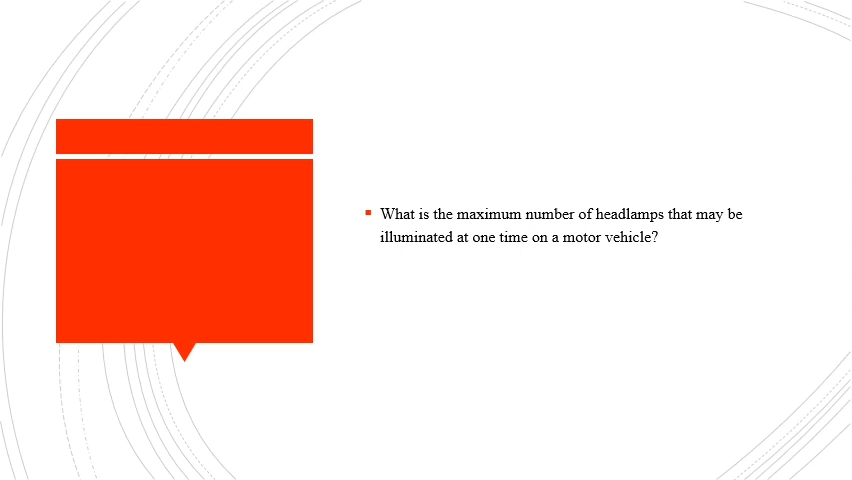 What is the maximum number of headlamps that may be
illuminated at one time on a motor vehicle?